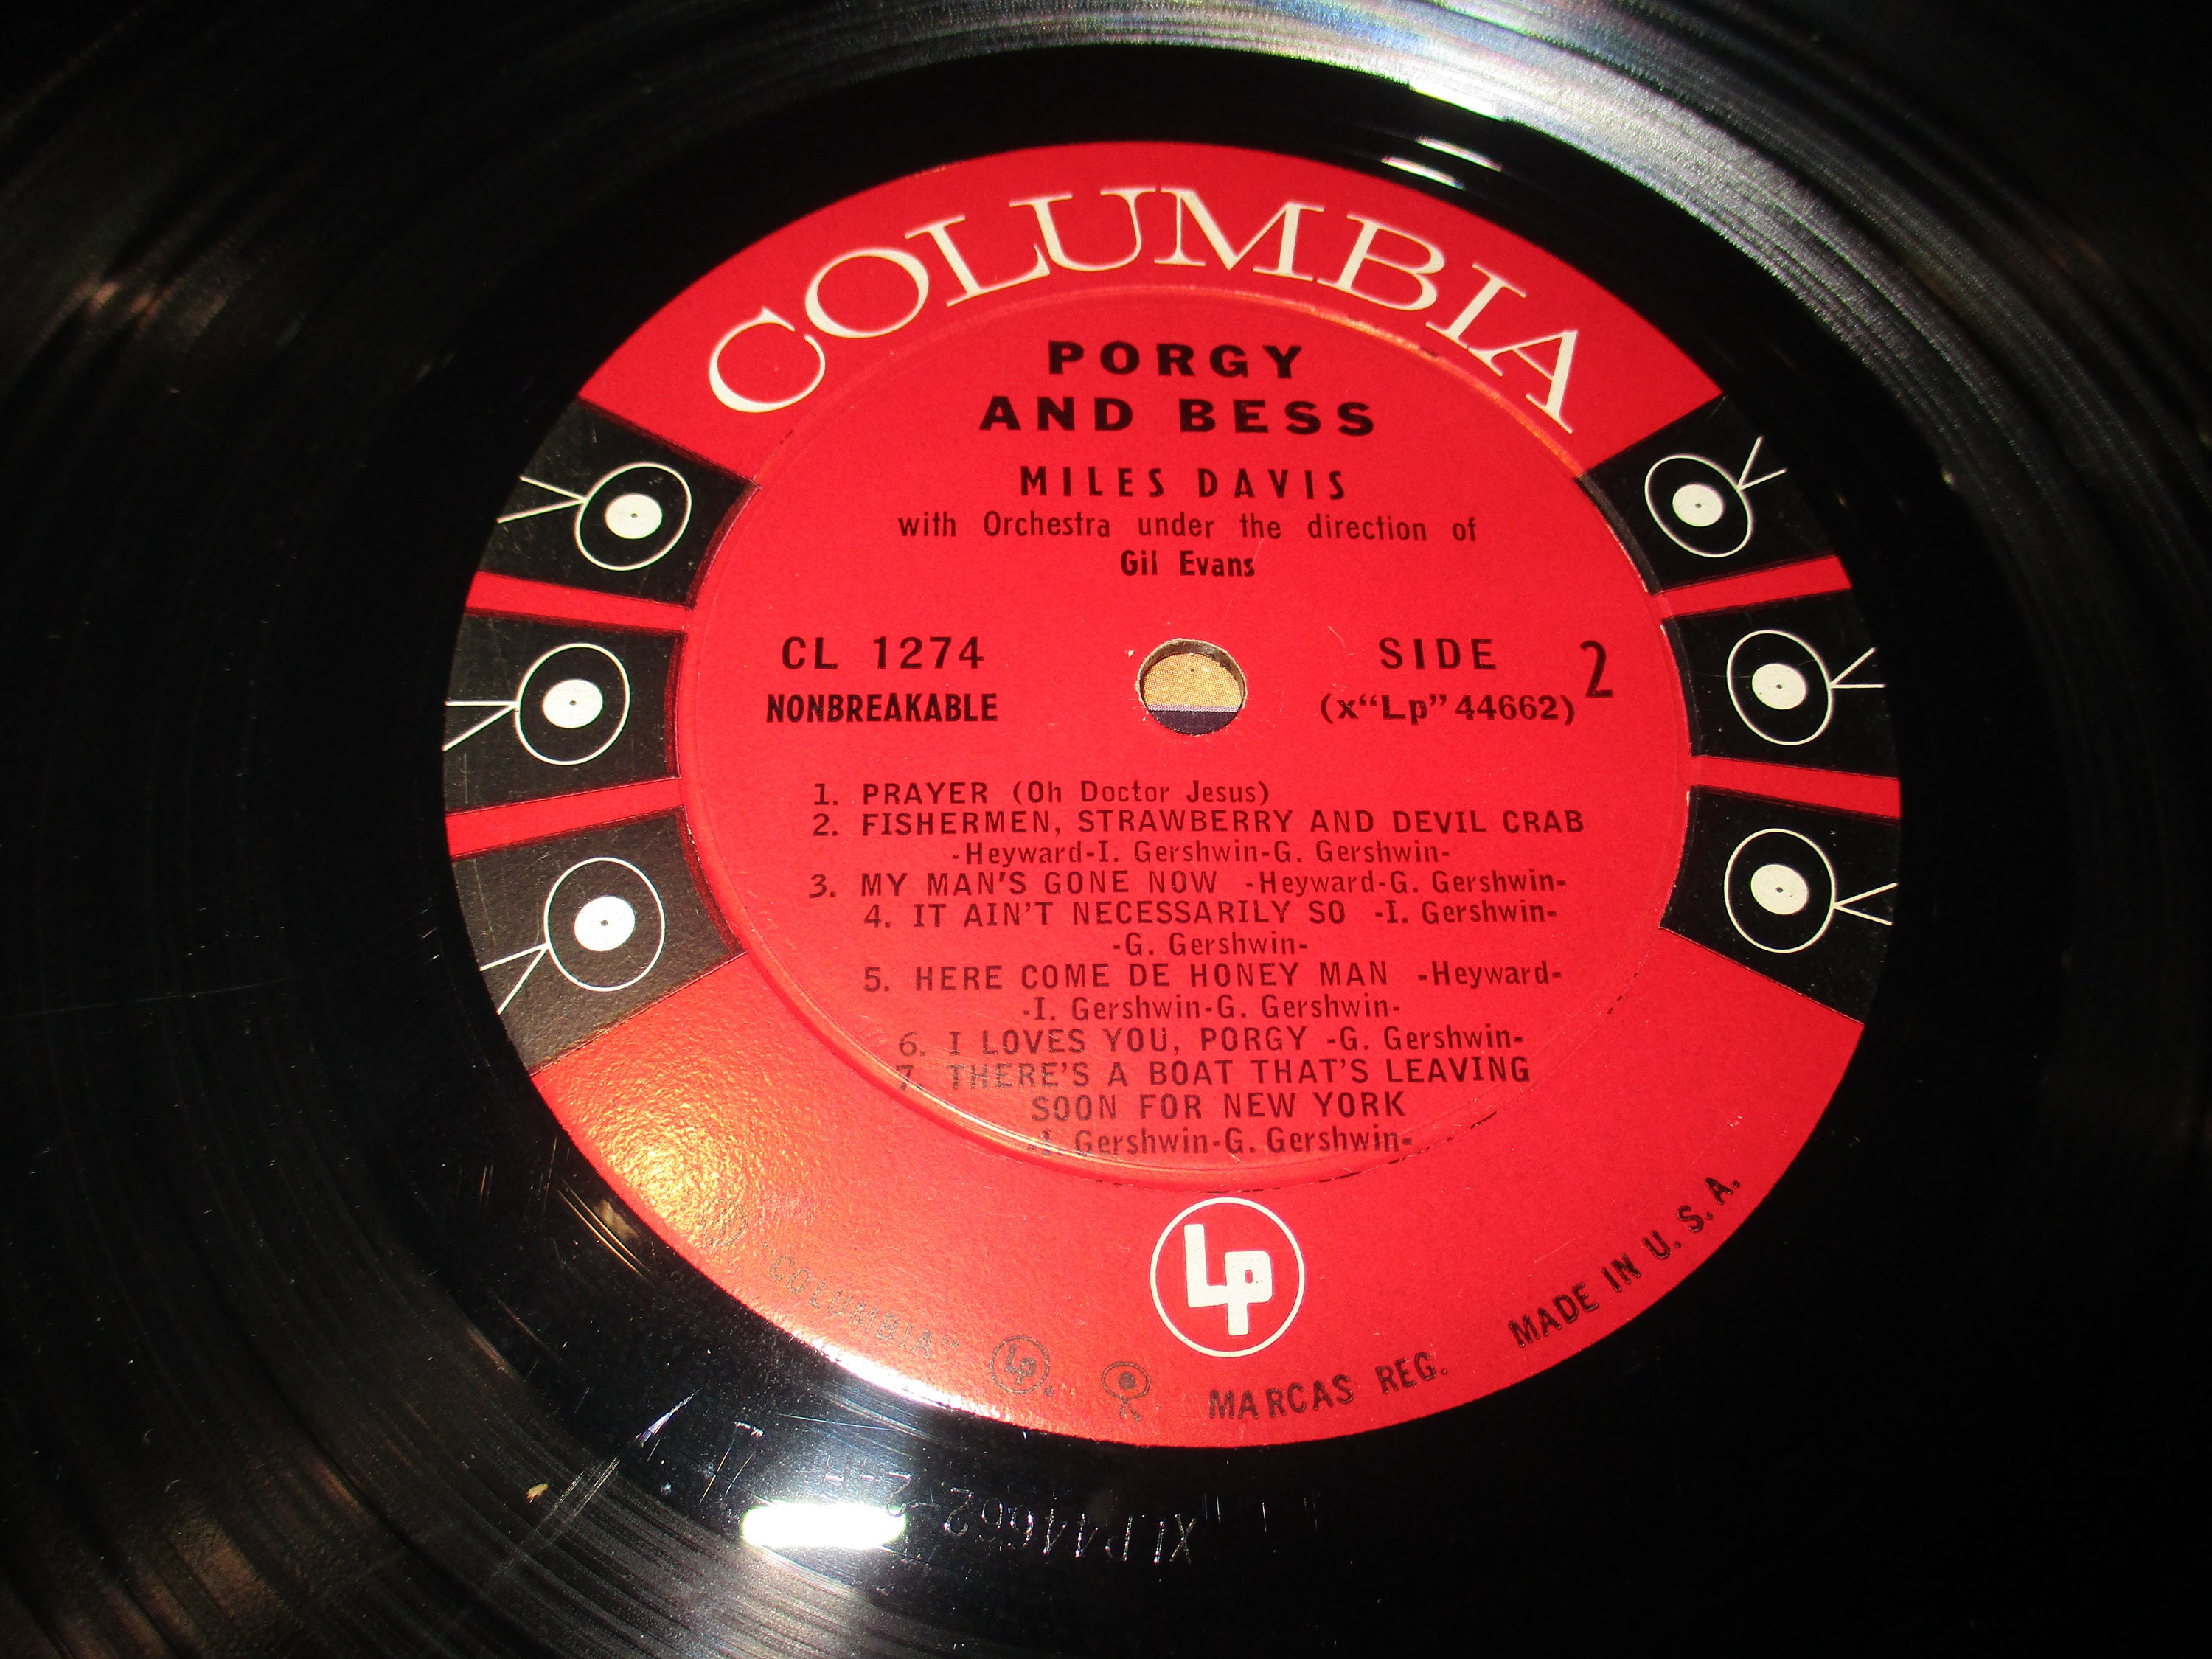 COLUMBIA
PORGY
AND BESS
MILES DAVIS
with Orchestra under the direction of
Gil Evans
CL 1274
NONBREAKABLE
SIDE 2
(x“Lp” 44662)
1. PRAYER (Oh Doctor Jesus)
2. FISHERMEN, STRAWBERRY AND DEVIL CRAB
-Heyward-I. Gershwin-G. Gershwin-
3. MY MAN'S GONE NOW -Heyward-G. Gershwin-
4. IT AIN'T NECESSARILY SO -I. Gershwin-
-G. Gershwin-
5. HERE COME DE HONEY MAN -Heyward-
-I. Gershwin-G. Gershwin-
6. I LOVES YOU, PORGY -G. Gershwin-
7. THERE'S A BOAT THAT'S LEAVING
SOON FOR NEW YORK
-I. Gershwin-G. Gershwin-
Lp
"COLUMBIA" Lp. MARCAS REG. MADE IN U. S. A.